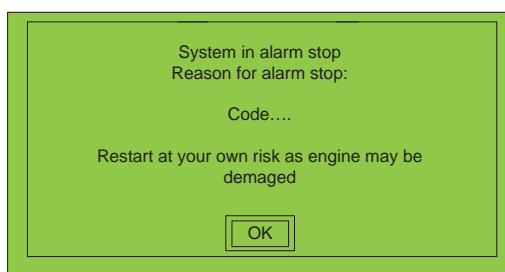 System in alarm stop
Reason for alarm stop:
Code....
Restart at your own risk as engine may be
demaged
OK